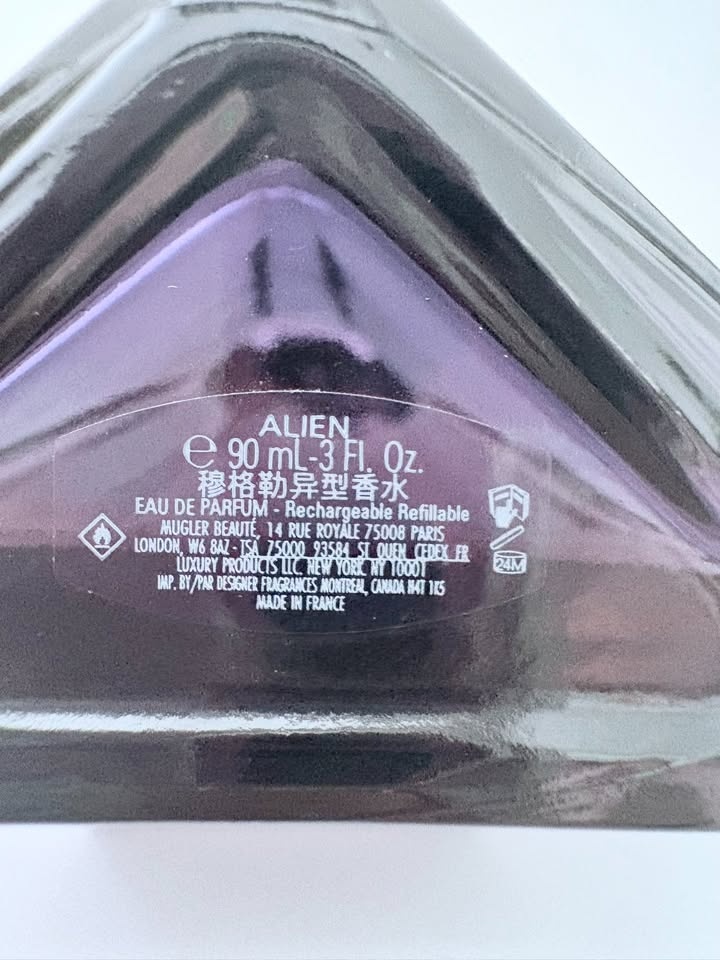 ALIEN
℮ 90 mL-3 Fl. Oz.
穆格勒异型香水
EAU DE PARFUM - Rechargeable Refillable
MUGLER BEAUTÉ, 14 RUE ROYALE 75008 PARIS
LONDON, W6 8AZ - TSA 75000 93584 ST OUEN CEDEX FR
LUXURY PRODUCTS LLC. NEW YORK, NY 10001
IMP. BY/PAR DESIGNER FRAGRANCES MONTREAL, CANADA H4T 1K5
MADE IN FRANCE
24M